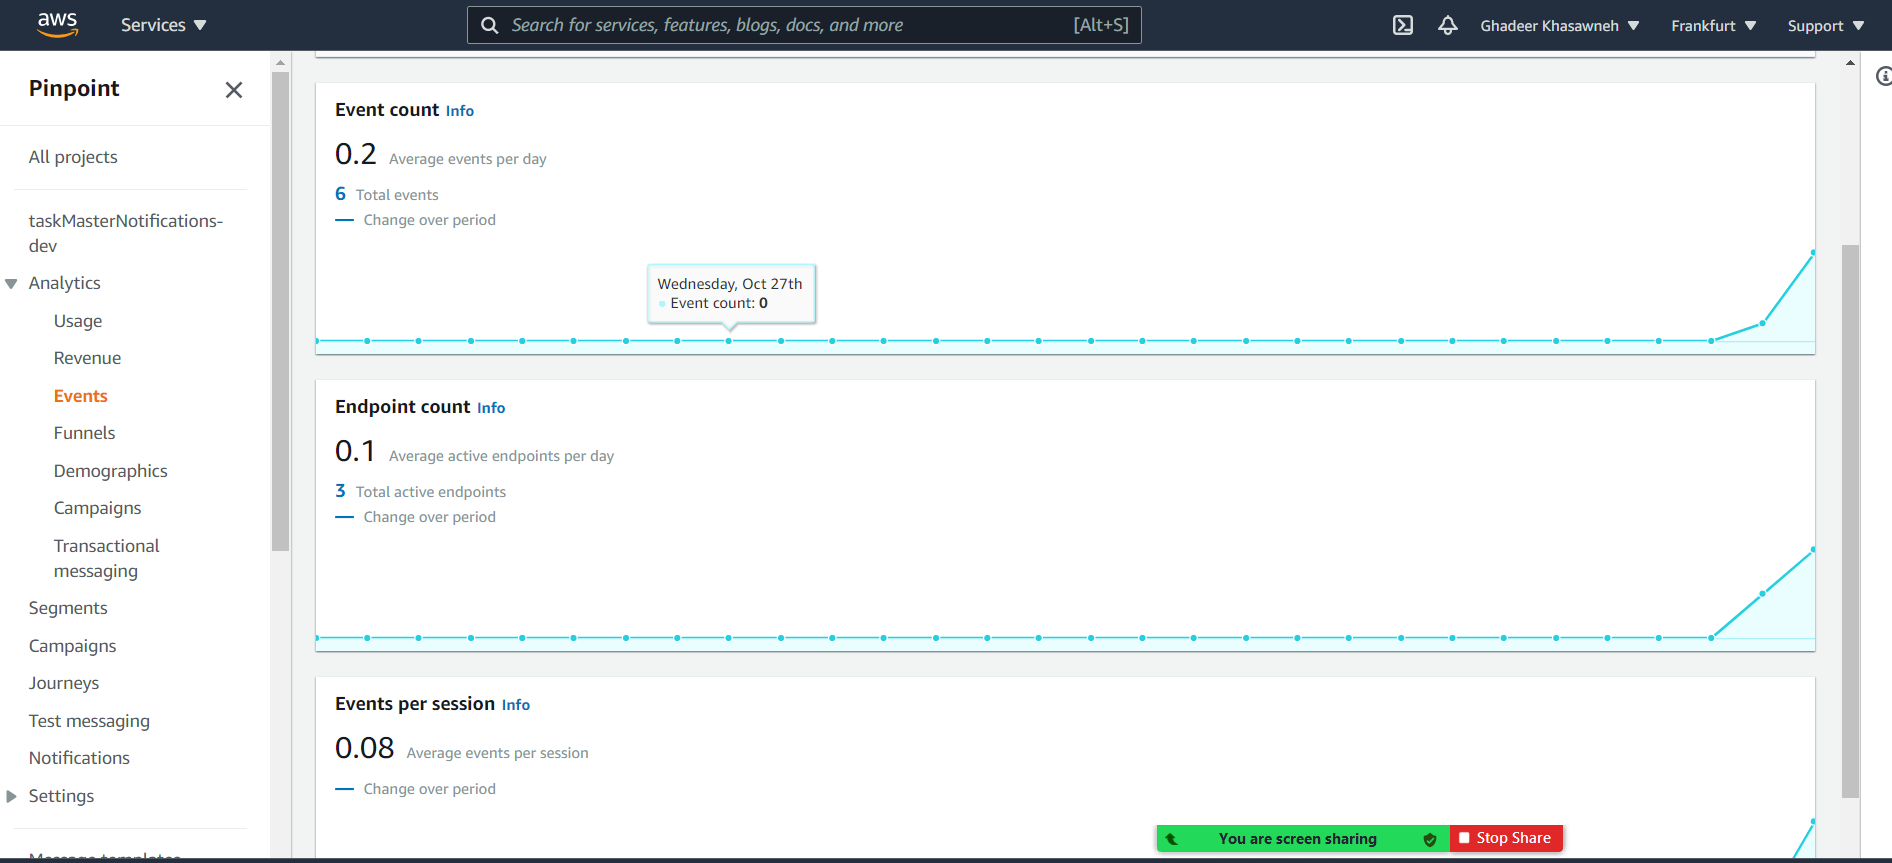 aws
Services
Search for services, features, blogs, docs, and more
[Alt+S]
Ghadeer Khasawneh
Frankfurt
Support
Pinpoint
All projects
taskMasterNotifications-
dev
Analytics
Usage
Revenue
Events
Funnels
Demographics
Campaigns
Transactional
messaging
Segments
Campaigns
Journeys
Test messaging
Notifications
Settings
Message templates
Event count Info
0.2 Average events per day
6 Total events
Change over period
Wednesday, Oct 27th
Event count: 0
Endpoint count Info
0.1 Average active endpoints per day
3 Total active endpoints
Change over period
Events per session Info
0.08 Average events per session
Change over period
You are screen sharing
Stop Share